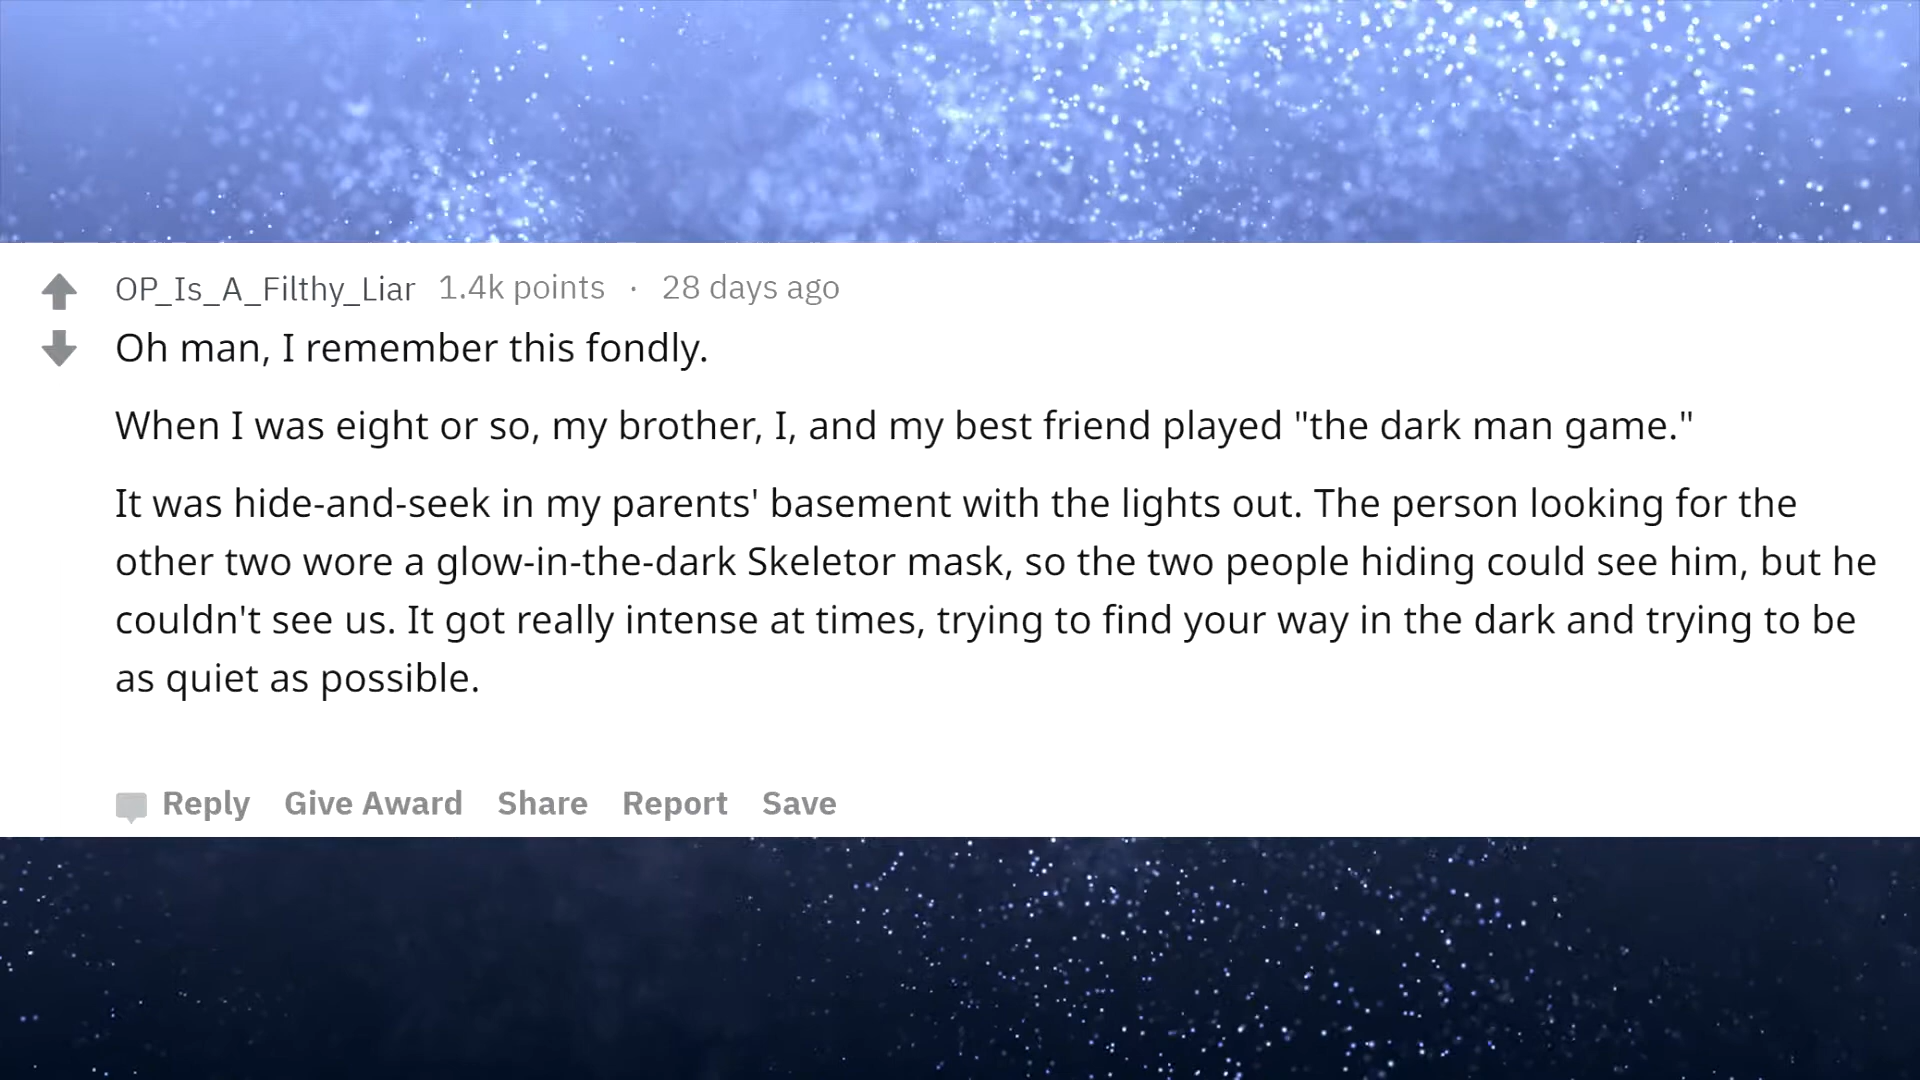 OP_Is_A_Filthy_Liar 1.4k points · 28 days ago
Oh man, I remember this fondly.
When I was eight or so, my brother, I, and my best friend played "the dark man game."
It was hide-and-seek in my parents' basement with the lights out. The person looking for the
other two wore a glow-in-the-dark Skeletor mask, so the two people hiding could see him, but he
couldn't see us. It got really intense at times, trying to find your way in the dark and trying to be
as quiet as possible.
Reply Give Award Share Report Save